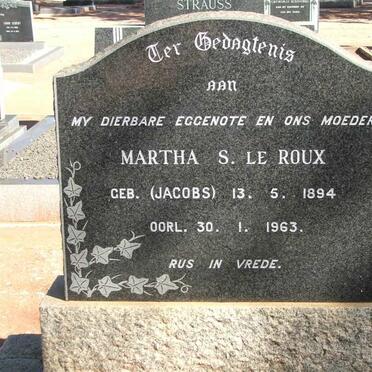 STRAUSS
Ter Gedagtenis
AAN
MY DIERBARE EGGENOTE EN ONS MOEDER
MARTHA S. LE ROUX
GEB. (JACOBS) 13. 5. 1894
OORL. 30. 1. 1963.
RUS IN VREDE.